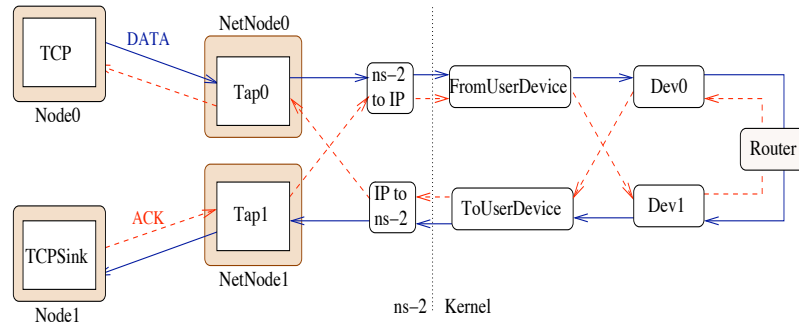 NetNode0
TCP
DATA
Node0
Tap0
ns-2
to IP
FromUserDevice
Dev0
Router
TCPSink
ACK
Node1
Tap1
NetNode1
IP to
ns-2
ToUserDevice
Dev1
ns-2
Kernel